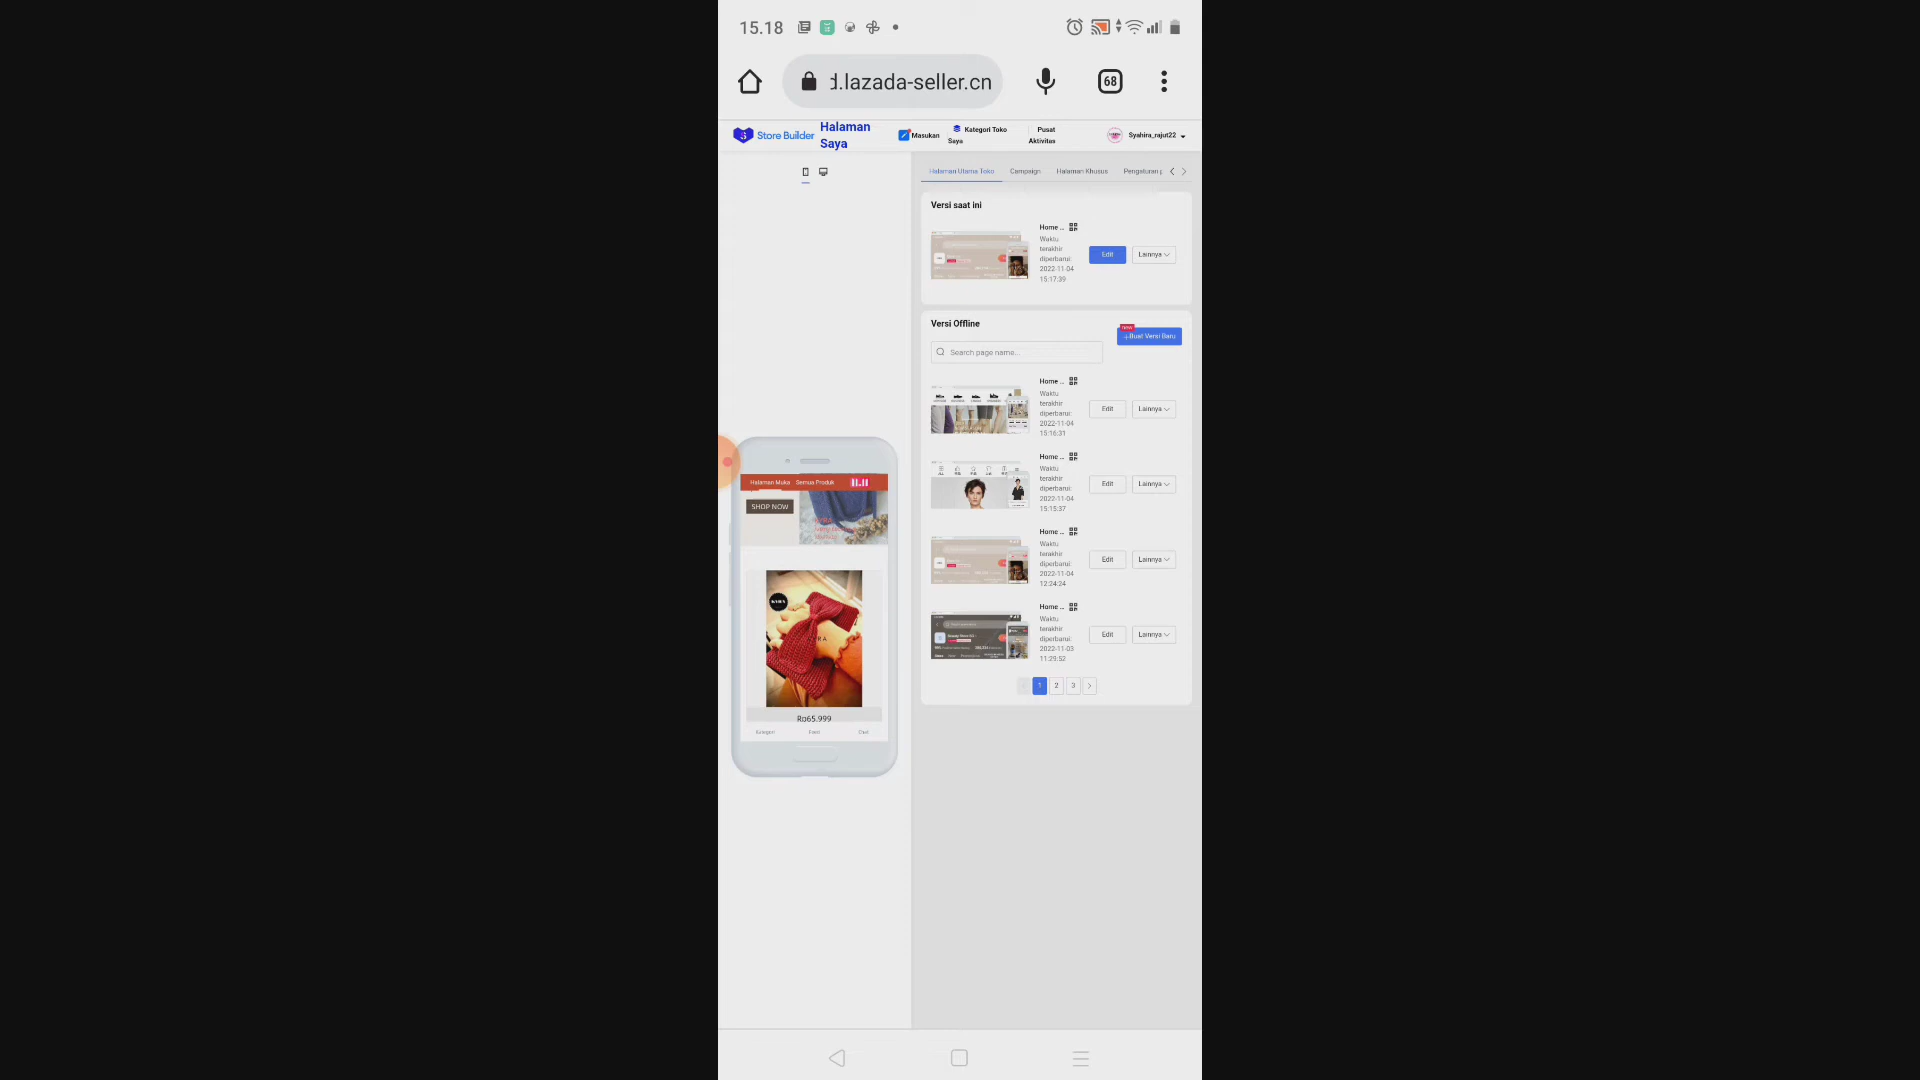 15.18
d.lazada-seller.cn
68
Store Builder
Halaman
Saya
Masukan
Kategori Toko
Saya
Pusat
Aktivitas
Syahira_rajut22
Halaman Utama Toko
Campaign
Halaman Khusus
Pengaturan p
Versi saat ini
Home ...
Waktu
terakhir
diperbarui:
2022-11-04
15:17:39
Edit
Lainnya
Versi Offline
New
+Buat Versi Baru
Search page name...
Home ...
Waktu
terakhir
diperbarui:
2022-11-04
15:16:31
Edit
Lainnya
Home ...
Waktu
terakhir
diperbarui:
2022-11-04
15:15:37
Edit
Lainnya
Home ...
Waktu
terakhir
diperbarui:
2022-11-04
12:24:24
Edit
Lainnya
Home ...
Waktu
terakhir
diperbarui:
2022-11-03
11:29:52
Edit
Lainnya
1
2
3
Halaman Muka
Semua Produk
11.11
SHOP NOW
Rp65.999